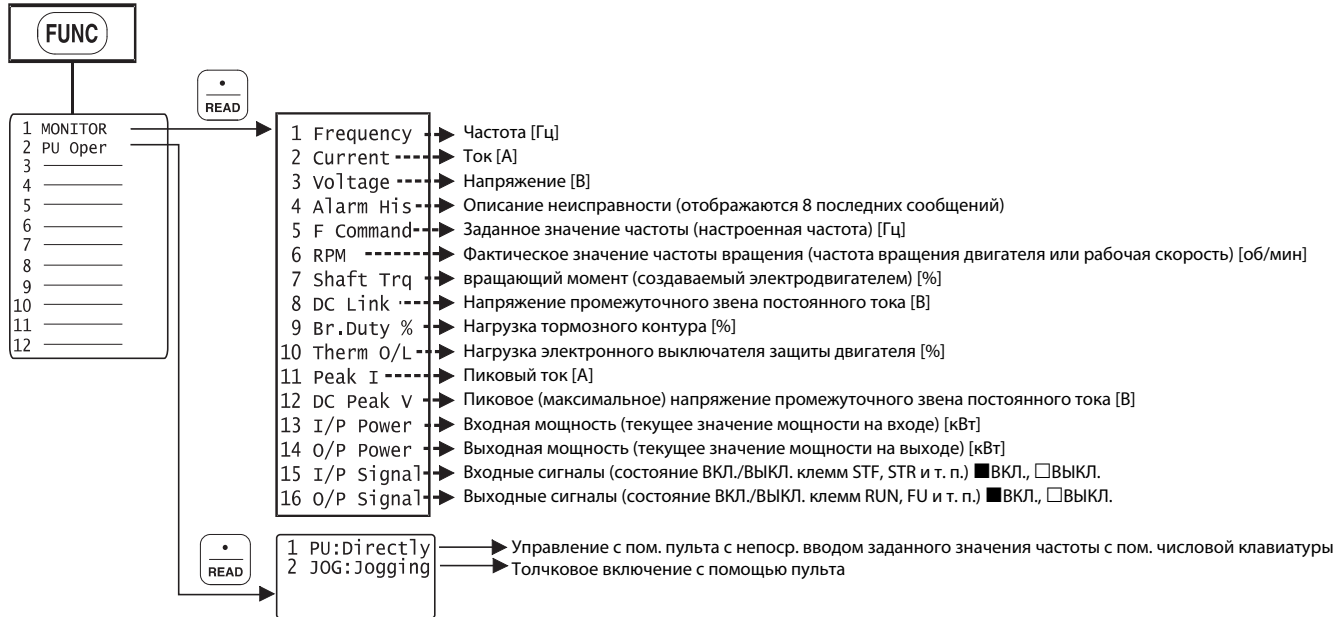 FUNC
READ
1 MONITOR
2 PU Oper
3
4
5
6
7
8
9
10
11
12
1 Frequency Частота [Гц]
2 Current Ток [А]
3 Voltage Напряжение [В]
4 Alarm His Описание неисправности (отображаются 8 последних сообщений)
5 F Command Заданное значение частоты (настроенная частота) [Гц]
6 RPM Фактическое значение частоты вращения (частота вращения двигателя или рабочая скорость) [об/мин]
7 Shaft Trq вращающий момент (создаваемый электродвигателем) [%]
8 DC Link Напряжение промежуточного звена постоянного тока [В]
9 Br.Duty % Нагрузка тормозного контура [%]
10 Therm O/L Нагрузка электронного выключателя защиты двигателя [%]
11 Peak I Пиковый ток [А]
12 DC Peak V Пиковое (максимальное) напряжение промежуточного звена постоянного тока [В]
13 I/P Power Входная мощность (текущее значение мощности на входе) [кВт]
14 O/P Power Выходная мощность (текущее значение мощности на выходе) [кВт]
15 I/P Signal Входные сигналы (состояние ВКЛ./ВЫКЛ. клемм STF, STR и т. п.) ■ВКЛ., □ВЫКЛ.
16 O/P Signal Выходные сигналы (состояние ВКЛ./ВЫКЛ. клемм RUN, FU и т. п.) ■ВКЛ., □ВЫКЛ.
READ
1 PU:Directly Управление с пом. пульта с непоср. вводом заданного значения частоты с пом. числовой клавиатуры
2 JOG:Jogging Толчковое включение с помощью пульта